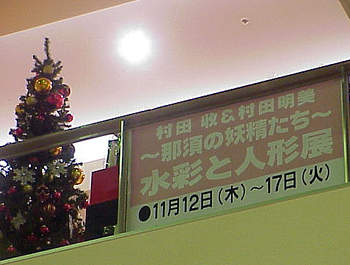 村田 收&村田明美
～那須の妖精たち～
水彩と人形展
●11月12日(木)～17日(火)